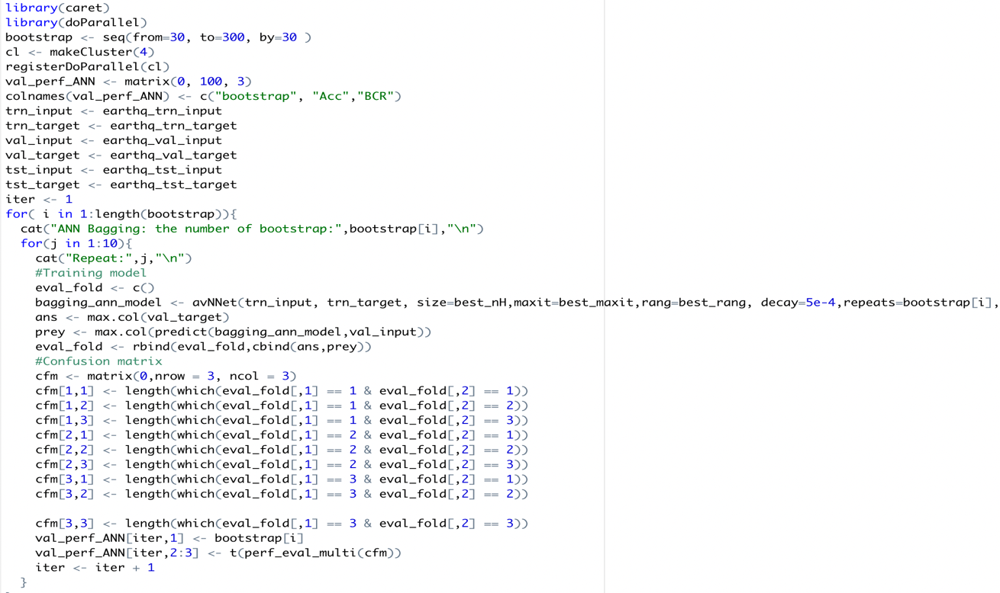 library(caret)
library(doParallel)
bootstrap <- seq(from=30, to=300, by=30 )
cl <- makeCluster(4)
registerDoParallel(cl)
val_perf_ANN <- matrix(0, 100, 3)
colnames(val_perf_ANN) <- c("bootstrap", "Acc","BCR")
trn_input <- earthq_trn_input
trn_target <- earthq_trn_target
val_input <- earthq_val_input
val_target <- earthq_val_target
tst_input <- earthq_tst_input
tst_target <- earthq_tst_target
iter <- 1
for( i in 1:length(bootstrap)){
  cat("ANN Bagging: the number of bootstrap:",bootstrap[i],"\n")
  for(j in 1:10){
    cat("Repeat:",j,"\n")
    #Training model
    eval_fold <- c()
    bagging_ann_model <- avNNet(trn_input, trn_target, size=best_nH,maxit=best_maxit,rang=best_rang, decay=5e-4,repeats=bootstrap[i],
    ans <- max.col(val_target)
    prey <- max.col(predict(bagging_ann_model,val_input))
    eval_fold <- rbind(eval_fold,cbind(ans,prey))
    #Confusion matrix
    cfm <- matrix(0,nrow = 3, ncol = 3)
    cfm[1,1] <- length(which(eval_fold[,1] == 1 & eval_fold[,2] == 1))
    cfm[1,2] <- length(which(eval_fold[,1] == 1 & eval_fold[,2] == 2))
    cfm[1,3] <- length(which(eval_fold[,1] == 1 & eval_fold[,2] == 3))
    cfm[2,1] <- length(which(eval_fold[,1] == 2 & eval_fold[,2] == 1))
    cfm[2,2] <- length(which(eval_fold[,1] == 2 & eval_fold[,2] == 2))
    cfm[2,3] <- length(which(eval_fold[,1] == 2 & eval_fold[,2] == 3))
    cfm[3,1] <- length(which(eval_fold[,1] == 3 & eval_fold[,2] == 1))
    cfm[3,2] <- length(which(eval_fold[,1] == 3 & eval_fold[,2] == 2))
    cfm[3,3] <- length(which(eval_fold[,1] == 3 & eval_fold[,2] == 3))
    val_perf_ANN[iter,1] <- bootstrap[i]
    val_perf_ANN[iter,2:3] <- t(perf_eval_multi(cfm))
    iter <- iter + 1
  }